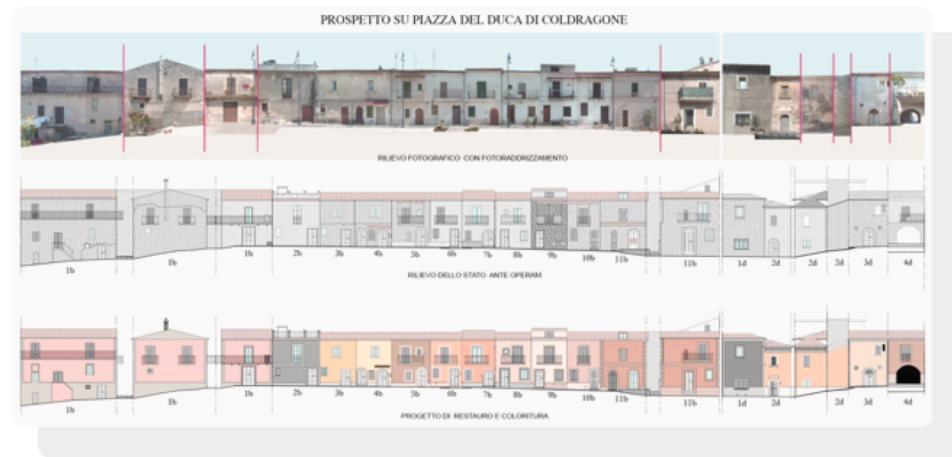 PROSPETTO SU PIAZZA DEL DUCA DI COLDRAGONE
RILIEVO FOTOGRAFICO CON FOTORADDRIZZAMENTO
1b 1b 1b 2b 3b 4b 5b 6b 7b 8b 9b 10b 11b 11b 1d 2d 2d 2d 3d 4d
RILIEVO DELLO STATO ANTE OPERAM
1b 1b 1b 2b 3b 4b 5b 6b 7b 8b 9b 10b 11b 11b 1d 2d 2d 3d 4d
PROGETTO DI RESTAURO E COLORITURA